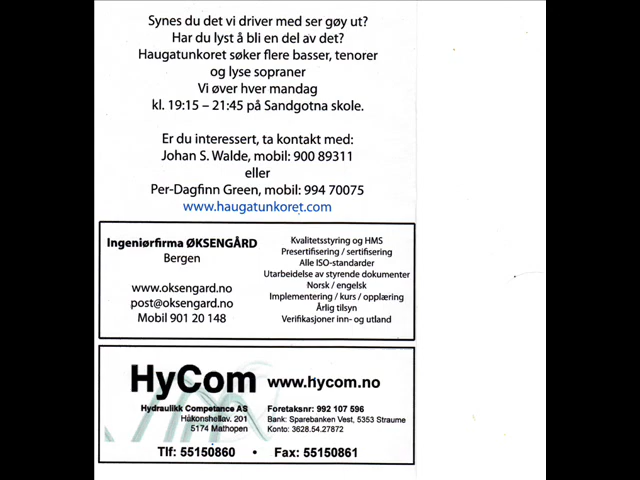 Synes du det vi driver med ser gøy ut?
Har du lyst å bli en del av det?
Haugatunkoret søker flere basser, tenorer
og lyse sopraner
Vi øver hver mandag
kl. 19:15 – 21:45 på Sandgotna skole.
Er du interessert, ta kontakt med:
Johan S. Walde, mobil: 900 89311
eller
Per-Dagfinn Green, mobil: 994 70075
www.haugatunkoret.com
Ingeniørfirma ØKSENGÅRD
Bergen
www.oksengard.no
post@oksengard.no
Mobil 901 20 148
Kvalitetsstyring og HMS
Presertifisering / sertifisering
Alle ISO-standarder
Utarbeidelse av styrende dokumenter
Norsk / engelsk
Implementering / kurs / opplæring
Årlig tilsyn
Verifikasjoner inn- og utland
HyCom www.hycom.no
Hydraulikk Competance AS
Håkonshellav. 201
5174 Mathopen
Foretaksnr: 992 107 596
Bank: Sparebanken Vest, 5353 Straume
Konto: 3628.54.27872
Tlf: 55150860 • Fax: 55150861